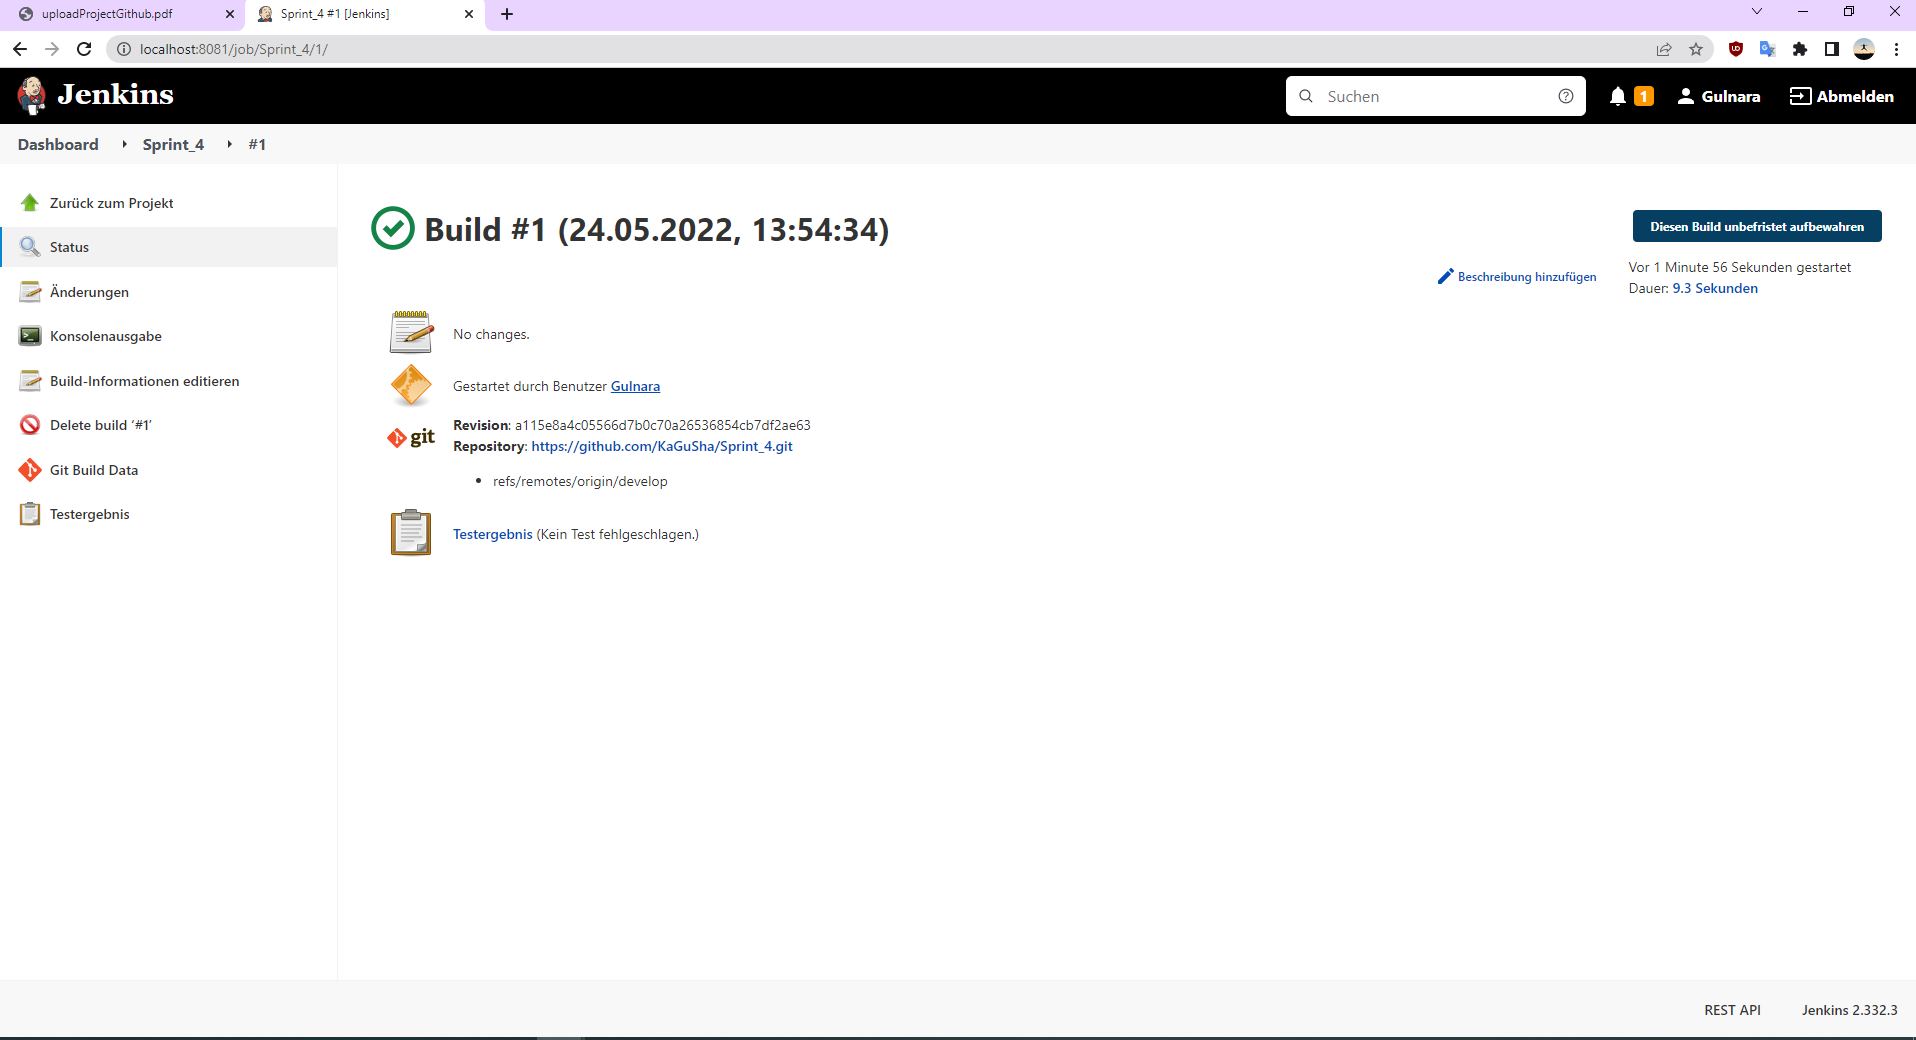 uploadProjectGithub.pdf
Sprint_4 #1 [Jenkins]
localhost:8081/job/Sprint_4/1/
Jenkins
Suchen
1
Gulnara
Abmelden
Dashboard
Sprint_4
#1
Zurück zum Projekt
Status
Änderungen
Konsolenausgabe
Build-Informationen editieren
Delete build ‘#1’
Git Build Data
Testergebnis
Build #1 (24.05.2022, 13:54:34)
Diesen Build unbefristet aufbewahren
Beschreibung hinzufügen
Vor 1 Minute 56 Sekunden gestartet
Dauer: 9.3 Sekunden
No changes.
Gestartet durch Benutzer Gulnara
git
Revision: a115e8a4c05566d7b0c70a26536854cb7df2ae63
Repository: https://github.com/KaGuSha/Sprint_4.git
• refs/remotes/origin/develop
Testergebnis (Kein Test fehlgeschlagen.)
REST API
Jenkins 2.332.3